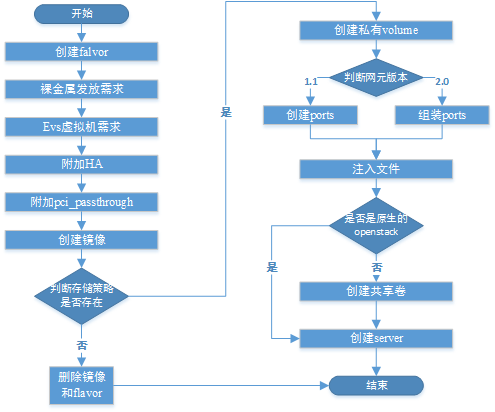 开始
创建falvor
裸金属发放需求
Evs虚拟机需求
附加HA
附加pci_passthrough
创建镜像
判断存储策略
是否存在
是
否
删除镜像
和flavor
创建私有volume
判断网元版本
1.1
2.0
创建ports
组装ports
注入文件
是否是原生的
openstack
是
否
创建共享卷
创建server
结束